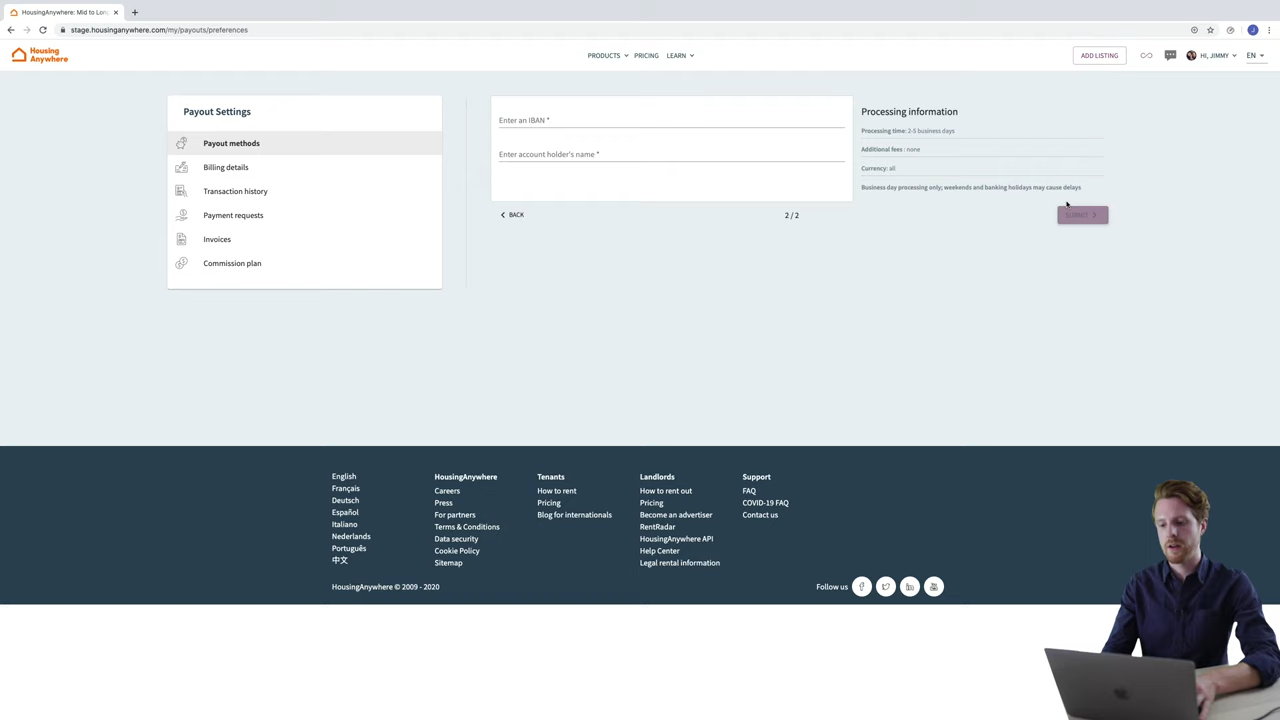 HousingAnywhere: Mid to Lon
stage.housinganywhere.com/my/payouts/preferences
J
Housing
Anywhere
PRODUCTS
PRICING
LEARN
ADD LISTING
HI, JIMMY
EN
Payout Settings
Payout methods
Billing details
Transaction history
Payment requests
Invoices
Commission plan
Enter an IBAN *
Enter account holder's name *
BACK
2 / 2
Processing information
Processing time: 2-5 business days
Additional fees : none
Currency: all
Business day processing only; weekends and banking holidays may cause delays
SUBMIT
English
Français
Deutsch
Español
Italiano
Nederlands
Português
中文
HousingAnywhere
Careers
Press
For partners
Terms & Conditions
Data security
Cookie Policy
Sitemap
Tenants
How to rent
Pricing
Blog for internationals
Landlords
How to rent out
Pricing
Become an advertiser
RentRadar
HousingAnywhere API
Help Center
Legal rental information
Support
FAQ
COVID-19 FAQ
Contact us
HousingAnywhere © 2009 - 2020
Follow us